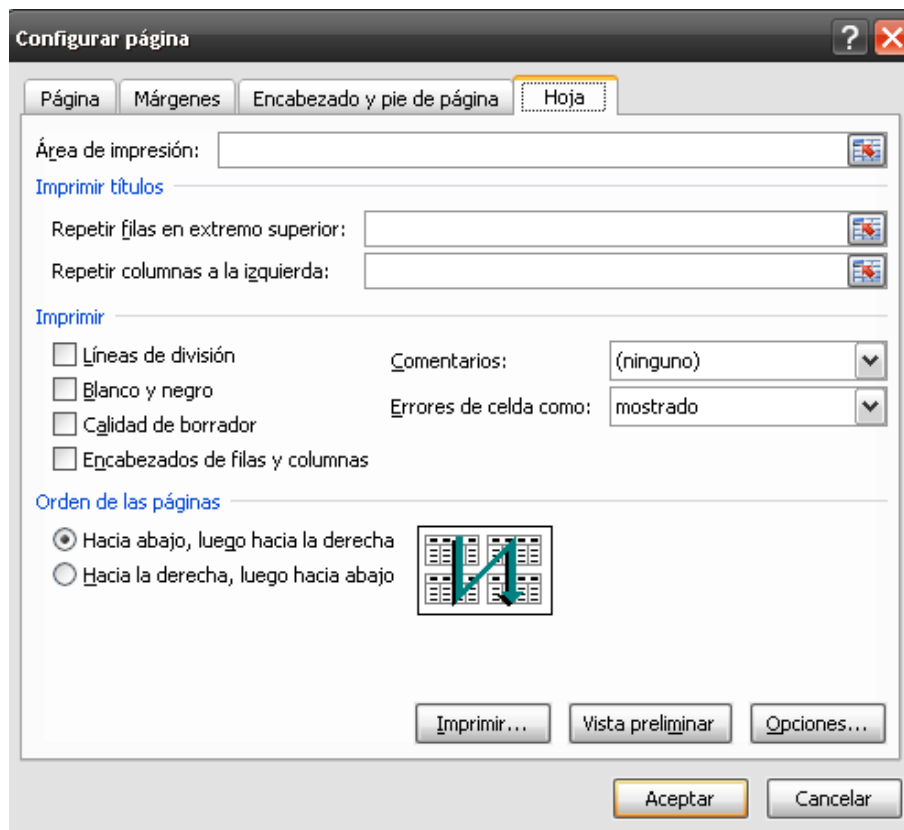 Configurar página
Página Márgenes Encabezado y pie de página Hoja
Área de impresión:
Imprimir títulos
Repetir filas en extremo superior:
Repetir columnas a la izquierda:
Imprimir
Líneas de división
Comentarios: (ninguno)
Blanco y negro
Errores de celda como: mostrado
Calidad de borrador
Encabezados de filas y columnas
Orden de las páginas
Hacia abajo, luego hacia la derecha
Hacia la derecha, luego hacia abajo
Imprimir... Vista preliminar Opciones...
Aceptar Cancelar